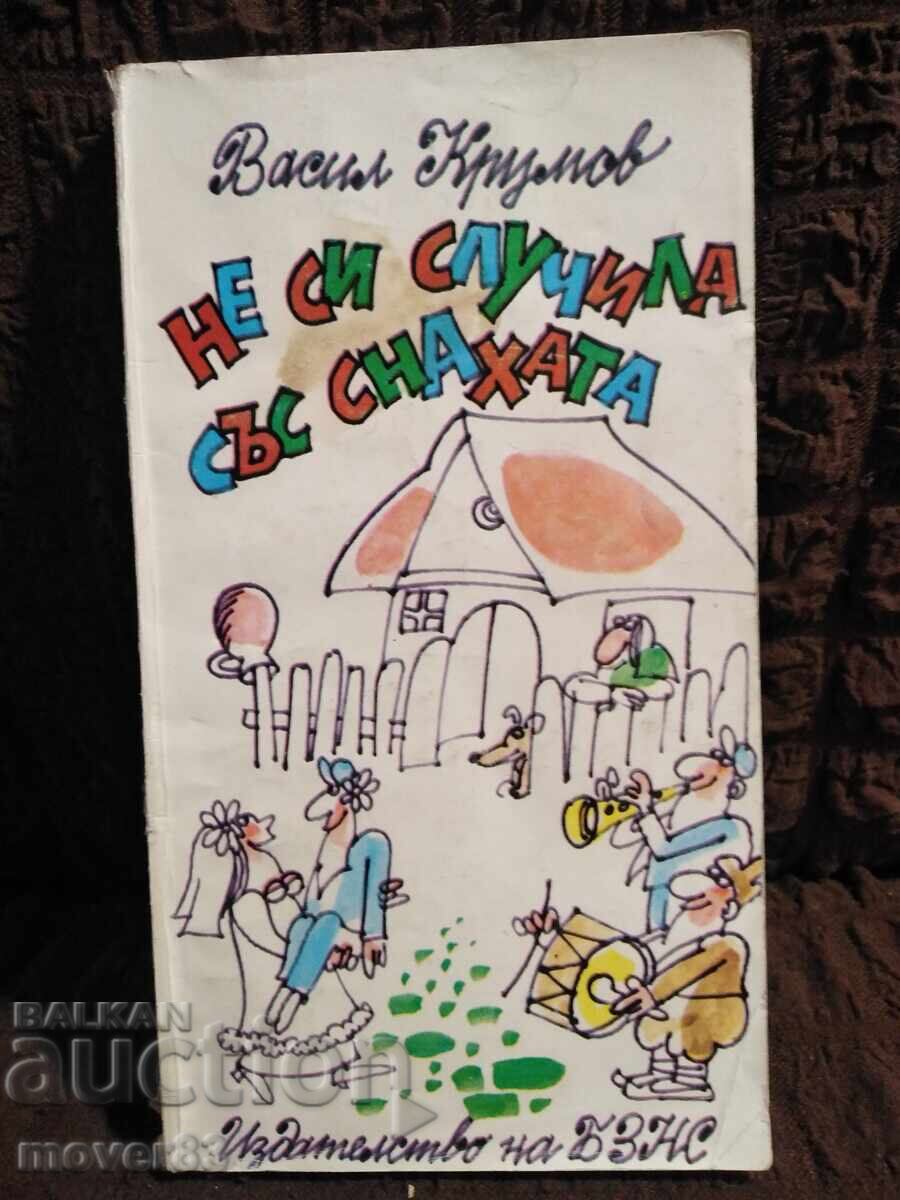 Васил Крумов
НЕ СИ СЛУЧИЛА
СЪС СНАХАТА
BALKAN
auction
mover83
Издателство на БЗНС